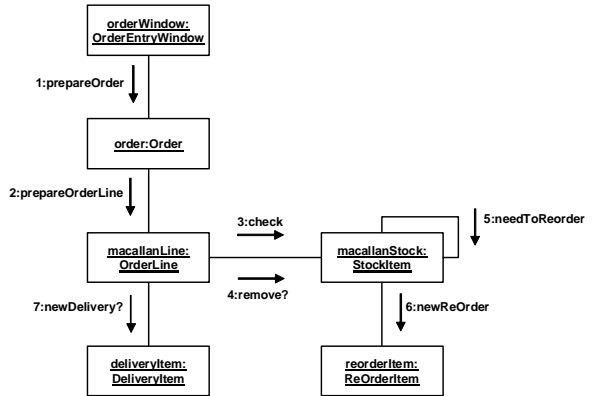 orderWindow:
OrderEntryWindow
1:prepareOrder
order:Order
2:prepareOrderLine
3:check
5:needToReorder
macallanLine:
OrderLine
macallanStock:
StockItem
4:remove?
7:newDelivery?
6:newReOrder
deliveryItem:
DeliveryItem
reorderItem:
ReOrderItem